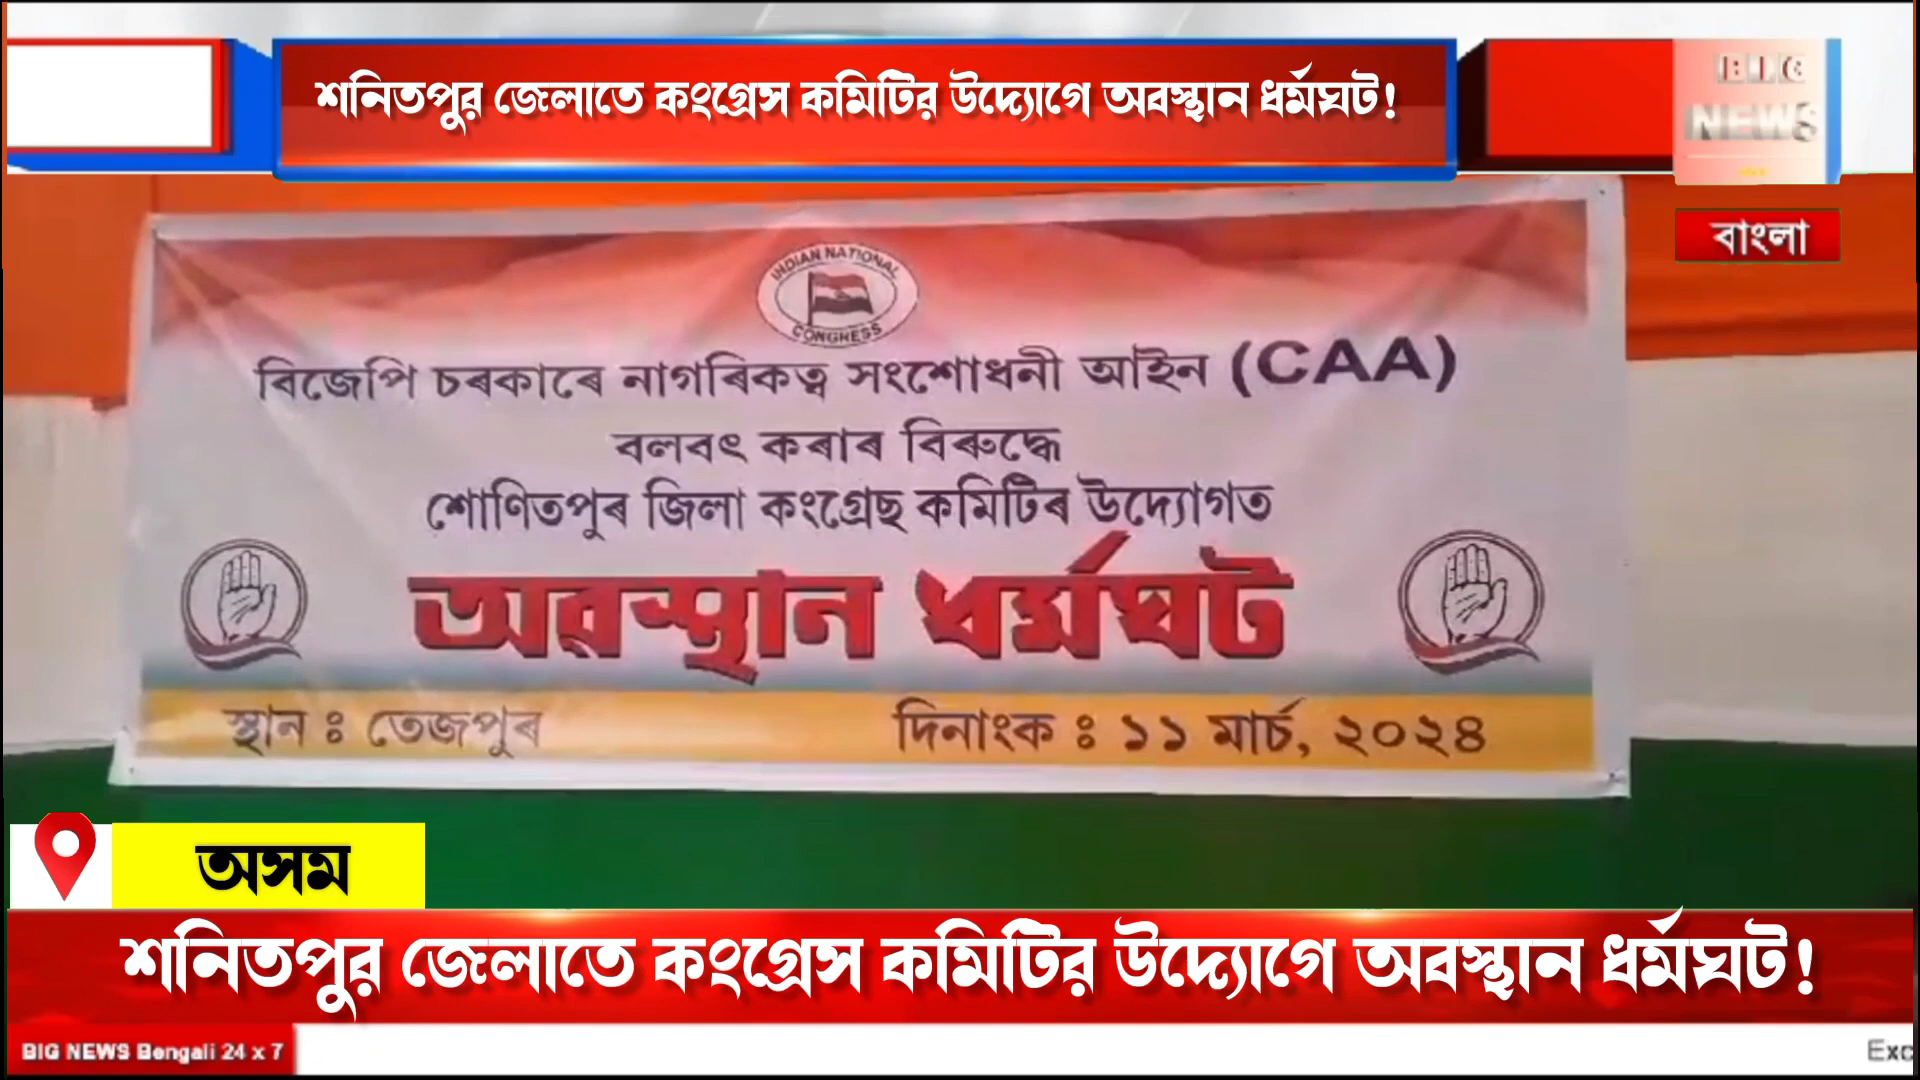 শনিতপুর জেলাতে কংগ্রেস কমিটির উদ্যোগে অবস্থান ধর্মঘট!
BIG
NEWS
বাংলা
INDIAN NATIONAL
CONGRESS
বিজেপি চৰকাৰে নাগৰিকত্ব সংশোধনী আইন (CAA)
বলবৎ কৰাৰ বিৰুদ্ধে
শোণিতপুৰ জিলা কংগ্ৰেছ কমিটিৰ উদ্যোগত
অৱস্থান ধৰ্মঘট
স্থান : তেজপুৰ
দিনাংক : ১১ মাৰ্চ, ২০২৪
অসম
শনিতপুর জেলাতে কংগ্রেস কমিটির উদ্যোগে অবস্থান ধর্মঘট!
BIG NEWS Bengali 24 x 7